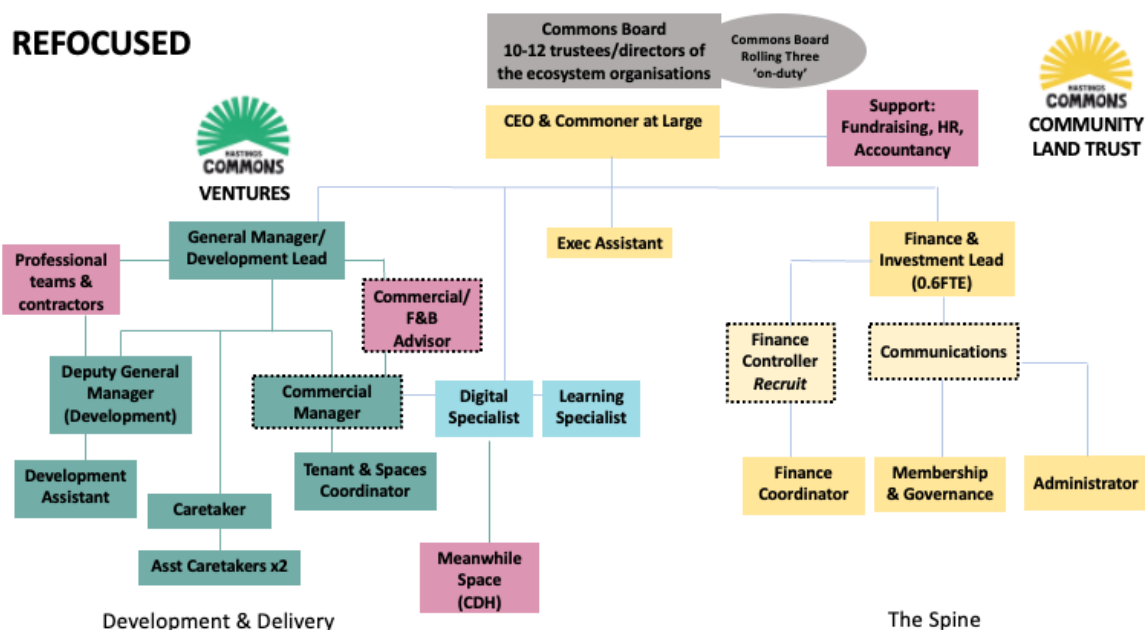 REFOCUSED
Commons Board
10-12 trustees/directors of
the ecosystem organisations
Commons Board
Rolling Three
'on-duty'
CEO & Commoner at Large
Support:
Fundraising, HR,
Accountancy
HASTINGS
COMMONS
COMMUNITY
LAND TRUST
HASTINGS
COMMONS
VENTURES
General Manager/
Development Lead
Exec Assistant
Finance &
Investment Lead
(0.6FTE)
Professional
teams &
contractors
Commercial/
F&B
Advisor
Finance
Controller
Recruit
Communications
Deputy General
Manager
(Development)
Commercial
Manager
Digital
Specialist
Learning
Specialist
Development
Assistant
Tenant & Spaces
Coordinator
Finance
Coordinator
Membership
& Governance
Administrator
Caretaker
Asst Caretakers x2
Meanwhile
Space
(CDH)
Development & Delivery
The Spine